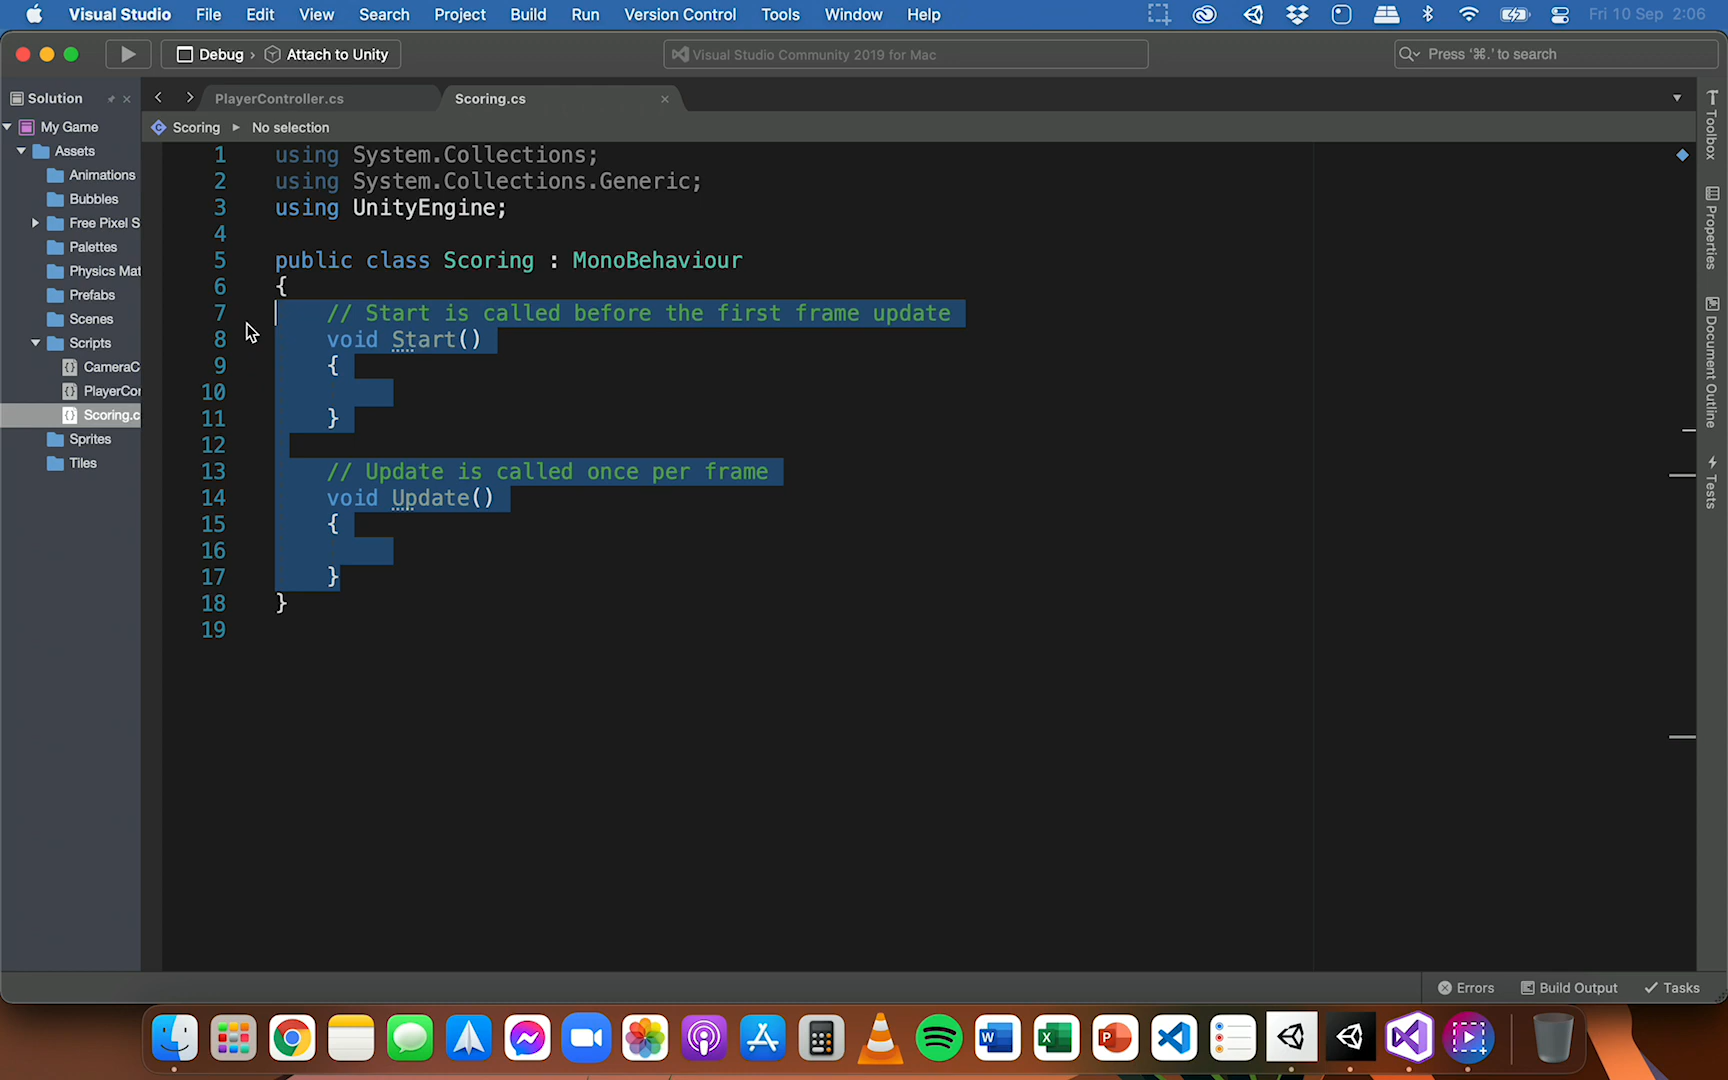 Visual Studio File Edit View Search Project Build Run Version Control Tools Window Help Fri 10 Sep 2:06
Debug › Attach to Unity Visual Studio Community 2019 for Mac Press '⌘.' to search
Solution PlayerController.cs Scoring.cs
My Game Scoring No selection
Assets
Animations
Bubbles
Free Pixel S
Palettes
Physics Mat
Prefabs
Scenes
Scripts
CameraC
PlayerCor
Scoring.c
Sprites
Tiles
1 using System.Collections;
2 using System.Collections.Generic;
3 using UnityEngine;
4
5 public class Scoring : MonoBehaviour
6 {
7 // Start is called before the first frame update
8 void Start()
9 {
10
11 }
12
13 // Update is called once per frame
14 void Update()
15 {
16
17 }
18 }
19
Toolbox
Properties
Document Outline
Tests
Errors Build Output Tasks